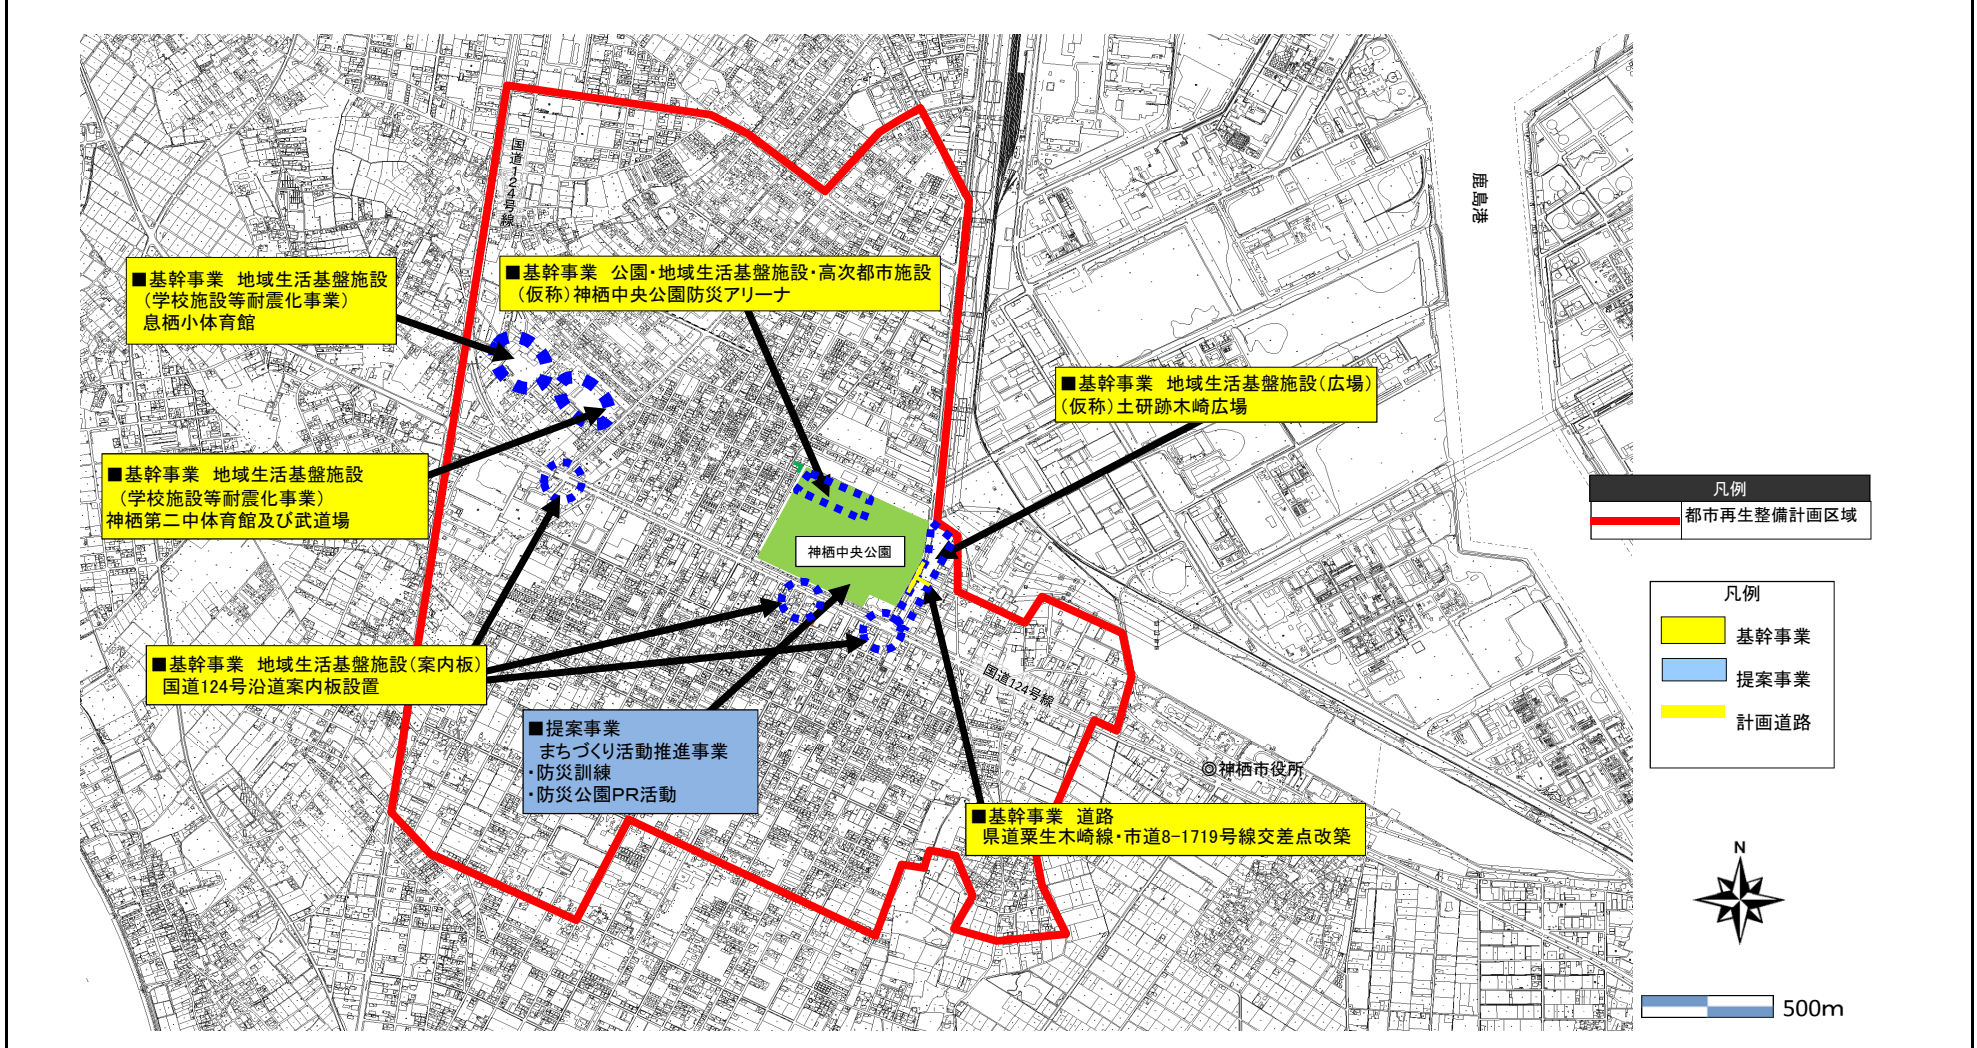 国道124号線
鹿島港
■基幹事業 地域生活基盤施設
(学校施設等耐震化事業)
息栖小体育館
■基幹事業 公園・地域生活基盤施設・高次都市施設
(仮称)神栖中央公園防災アリーナ
■基幹事業 地域生活基盤施設(広場)
(仮称)土研跡木崎広場
■基幹事業 地域生活基盤施設
(学校施設等耐震化事業)
神栖第二中体育館及び武道場
神栖中央公園
■基幹事業 地域生活基盤施設(案内板)
国道124号沿道案内板設置
国道124号線
■提案事業
まちづくり活動推進事業
・防災訓練
・防災公園PR活動
◎神栖市役所
■基幹事業 道路
県道粟生木崎線・市道8-1719号線交差点改築
凡例
都市再生整備計画区域
凡例
基幹事業
提案事業
計画道路
N
500m